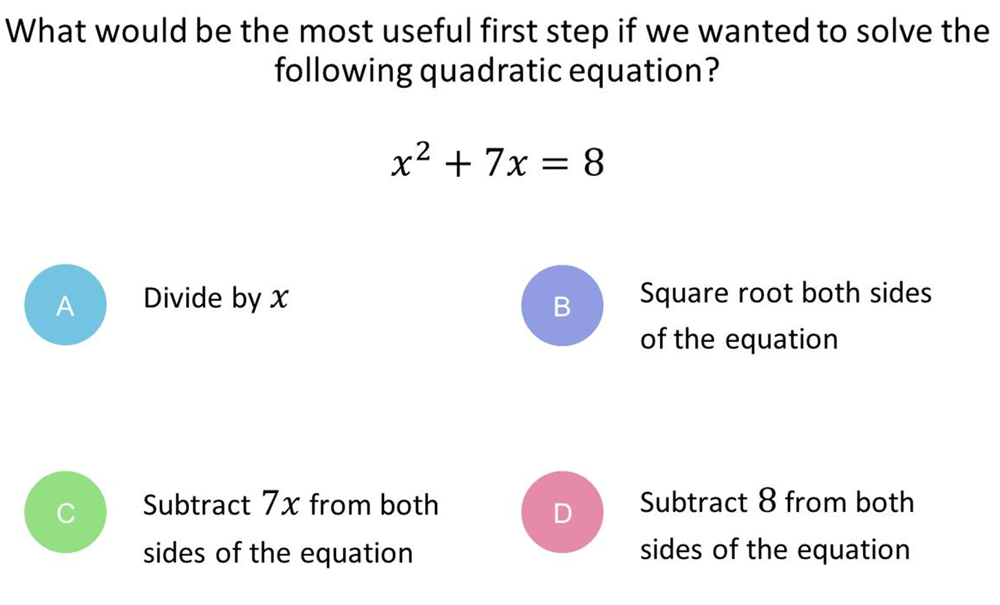 What would be the most useful first step if we wanted to solve the
following quadratic equation?
x² + 7x = 8
A
Divide by x
B
Square root both sides
of the equation
C
Subtract 7x from both
sides of the equation
D
Subtract 8 from both
sides of the equation